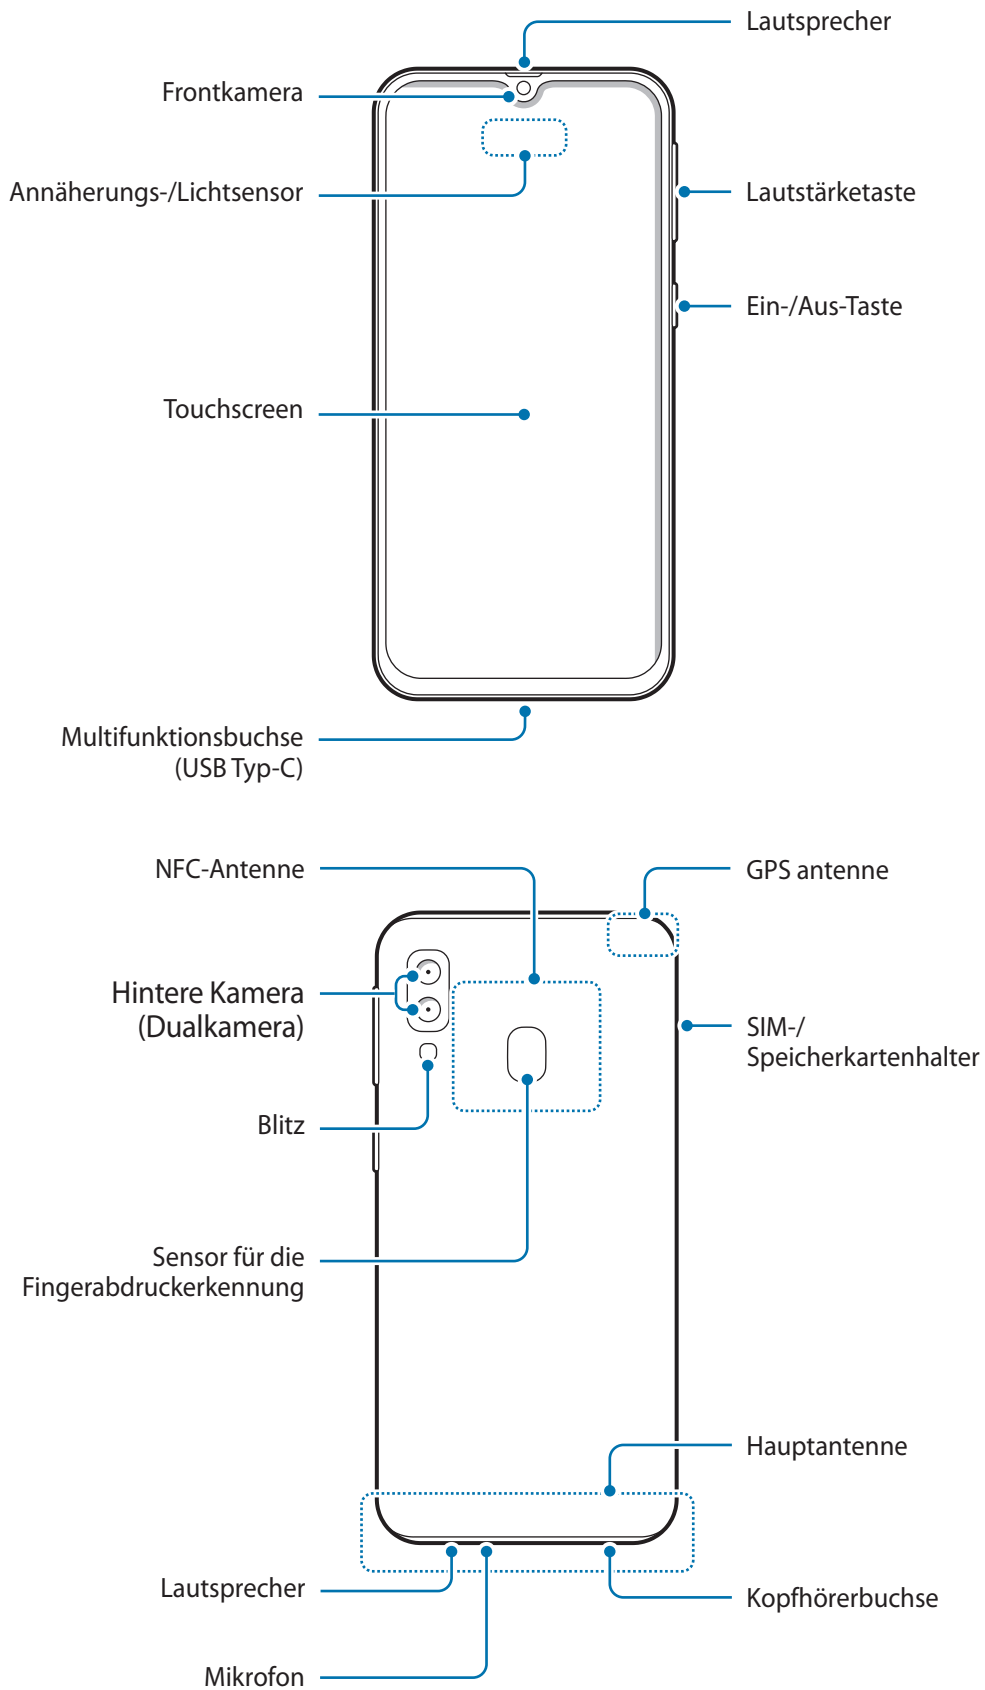 Lautsprecher
Frontkamera
Annäherungs-/Lichtsensor
Lautstärketaste
Ein-/Aus-Taste
Touchscreen
Multifunktionsbuchse
(USB Typ-C)
NFC-Antenne
GPS antenne
Hintere Kamera
(Dualkamera)
SIM-/
Speicherkartenhalter
Blitz
Sensor für die
Fingerabdruckerkennung
Hauptantenne
Lautsprecher
Kopfhörerbuchse
Mikrofon